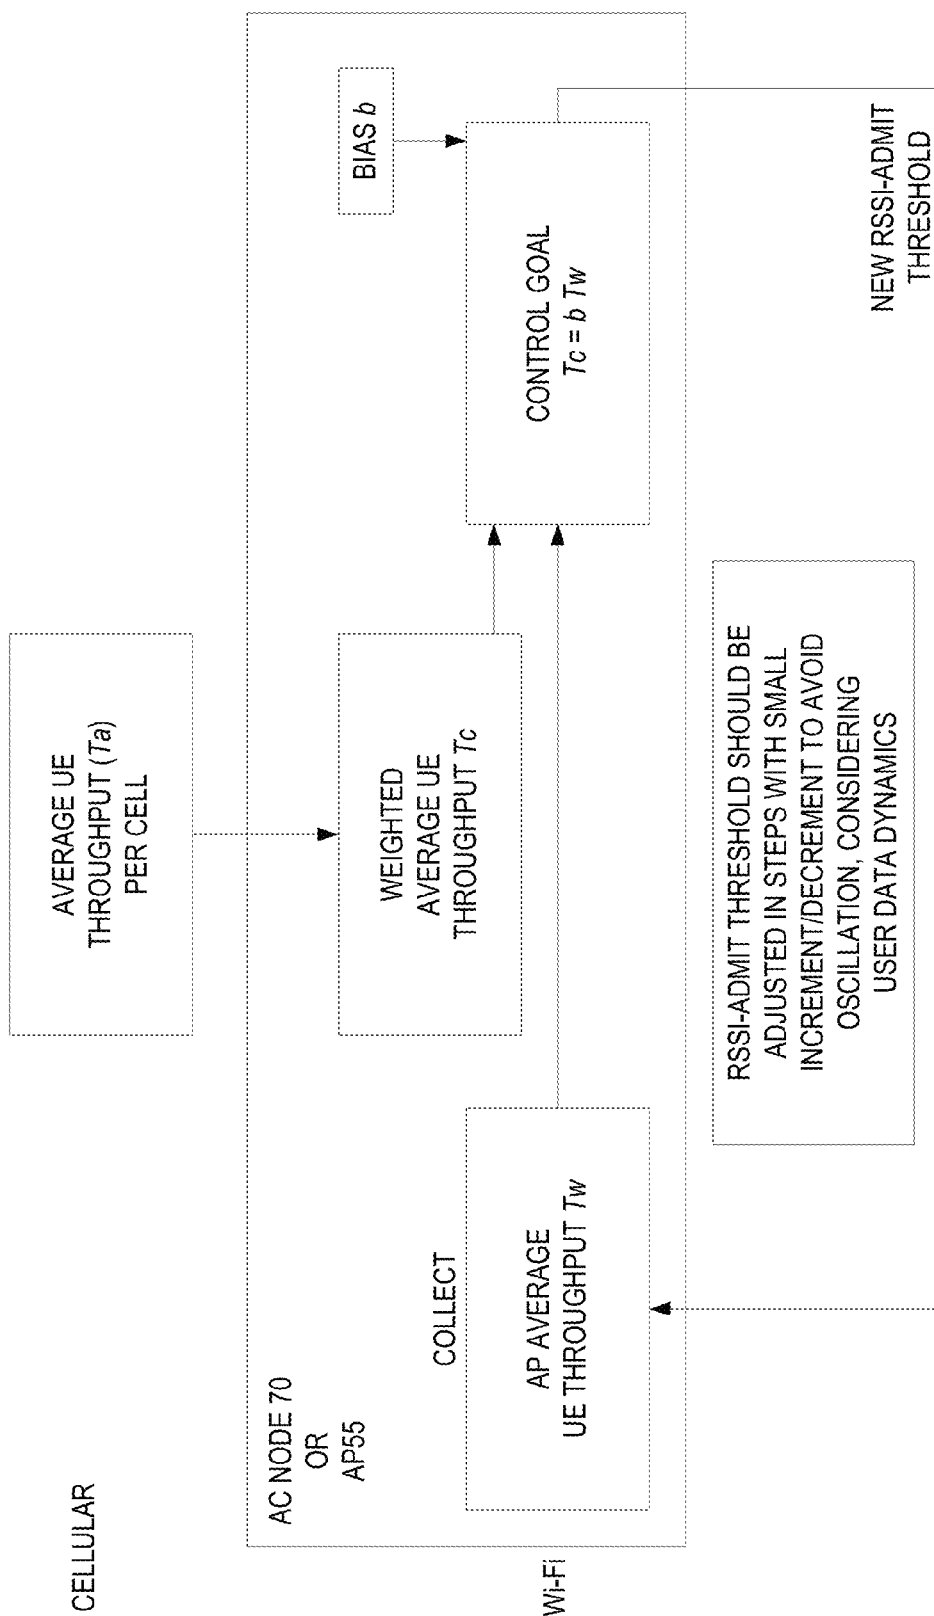 CELLULAR
AVERAGE UE
THROUGHPUT (Ta)
PER CELL
AC NODE 70
OR
AP55
WEIGHTED
AVERAGE UE
THROUGHPUT Tc
BIAS b
COLLECT
AP AVERAGE
UE THROUGHPUT Tw
CONTROL GOAL
Tc = b Tw
Wi-Fi
RSSI-ADMIT THRESHOLD SHOULD BE
ADJUSTED IN STEPS WITH SMALL
INCREMENT/DECREMENT TO AVOID
OSCILLATION, CONSIDERING
USER DATA DYNAMICS
NEW RSSI-ADMIT
THRESHOLD